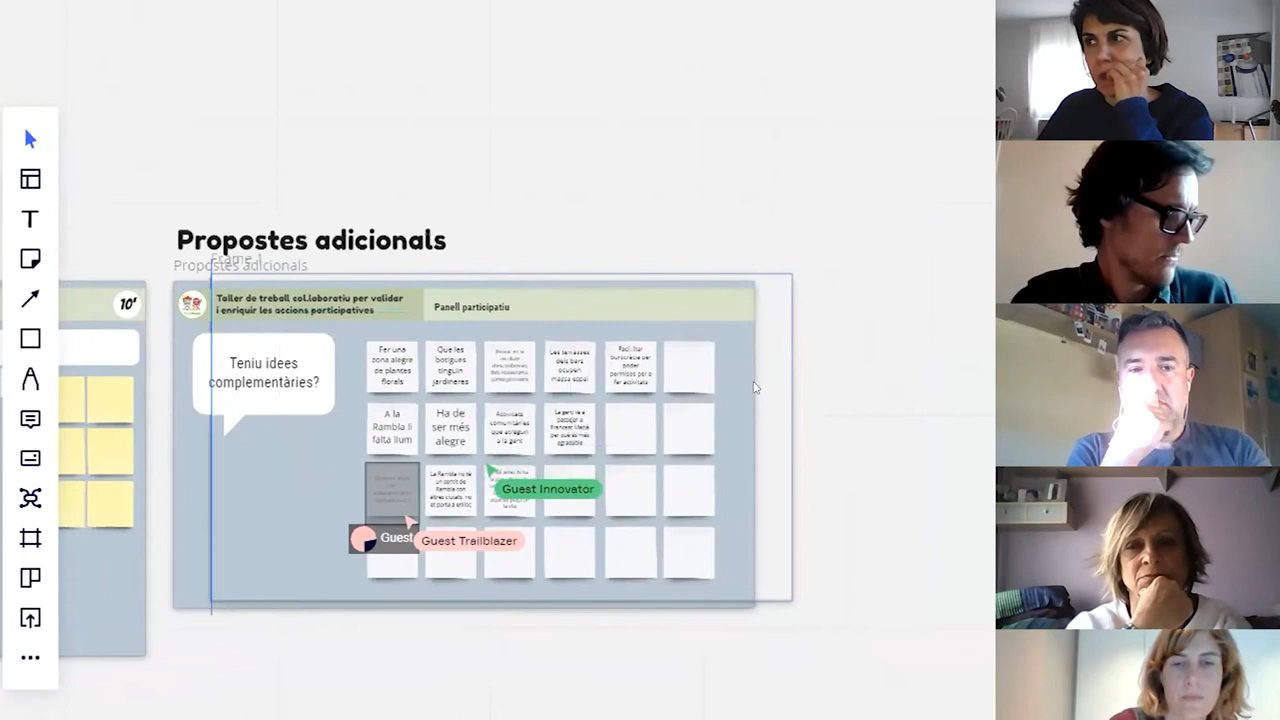 Propostes adicionals
Frame 1
Propostes adicionals
10'
Taller de treball col.laboratiu per validar
i enriquir les accions participatives
Panell participatiu
Teniu idees
complementàries?
Fer una
zona alegre
de plantes
florals
Que les
botigues
tinguin
jardineres
Les terrasses
dels bars
ocupen
massa espai
Facilitar
burocràcia per
poder
permisos per a
fer activitats
A la
Rambla li
falta llum
Ha de
ser més
alegre
Activitats
comunitàries
que atreguin
a la gent
La gent va a
passejar a
Francesc Macià
per que és més
agradable
La Rambla no té
un sentit de
Rambla con
altres ciutats, no
et porta a enlloc
Guest Innovator
Guest
Guest Trailblazer
T